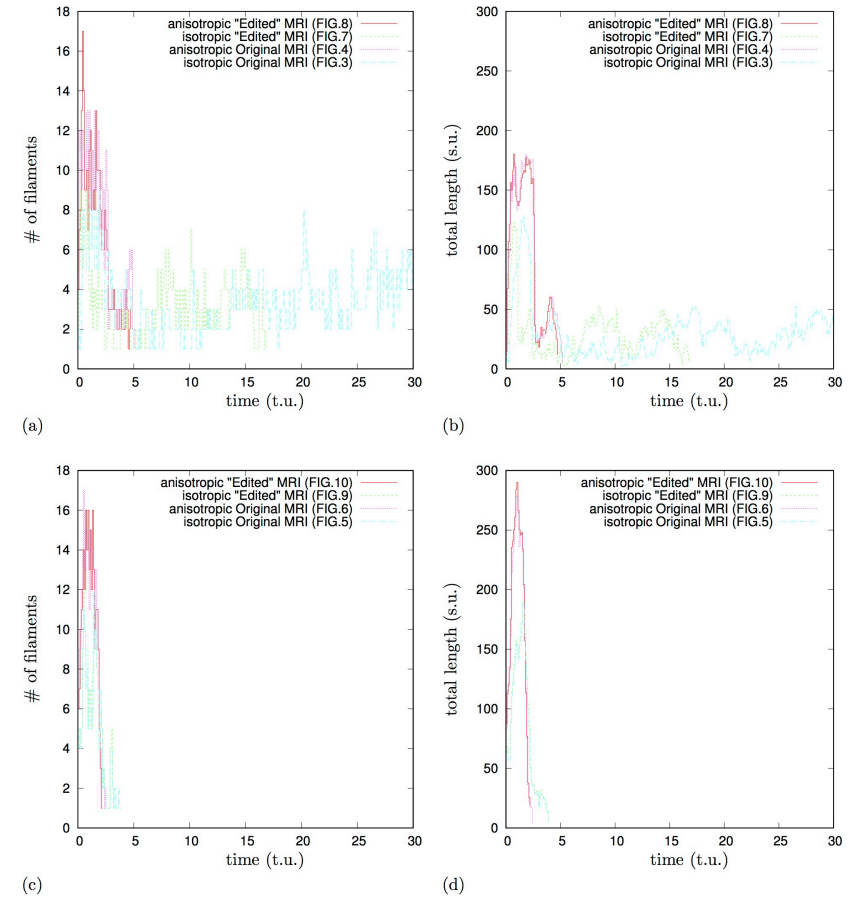 anisotropic "Edited" MRI (FIG.8)
isotropic "Edited" MRI (FIG.7)
anisotropic Original MRI (FIG.4)
isotropic Original MRI (FIG.3)
18
16
14
12
10
8
6
4
2
0
# of filaments
0 5 10 15 20 25 30
time (t.u.)
(a)
anisotropic "Edited" MRI (FIG.8)
isotropic "Edited" MRI (FIG.7)
anisotropic Original MRI (FIG.4)
isotropic Original MRI (FIG.3)
300
250
200
150
100
50
0
total length (s.u.)
0 5 10 15 20 25 30
time (t.u.)
(b)
anisotropic "Edited" MRI (FIG.10)
isotropic "Edited" MRI (FIG.9)
anisotropic Original MRI (FIG.6)
isotropic Original MRI (FIG.5)
18
16
14
12
10
8
6
4
2
0
# of filaments
0 5 10 15 20 25 30
time (t.u.)
(c)
anisotropic "Edited" MRI (FIG.10)
isotropic "Edited" MRI (FIG.9)
anisotropic Original MRI (FIG.6)
isotropic Original MRI (FIG.5)
300
250
200
150
100
50
0
total length (s.u.)
0 5 10 15 20 25 30
time (t.u.)
(d)